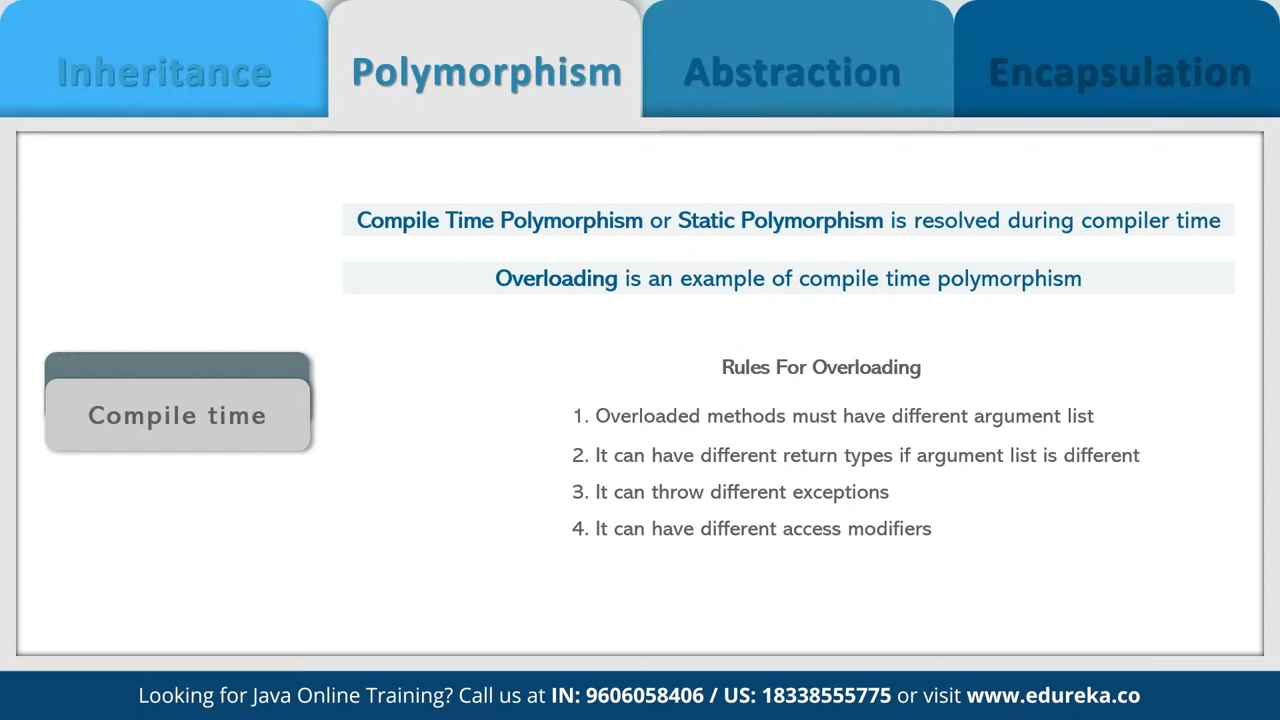 Inheritance
Polymorphism
Abstraction
Encapsulation
Compile Time Polymorphism or Static Polymorphism is resolved during compiler time
Overloading is an example of compile time polymorphism
Compile time
Rules For Overloading
1. Overloaded methods must have different argument list
2. It can have different return types if argument list is different
3. It can throw different exceptions
4. It can have different access modifiers
Looking for Java Online Training? Call us at IN: 9606058406 / US: 18338555775 or visit www.edureka.co